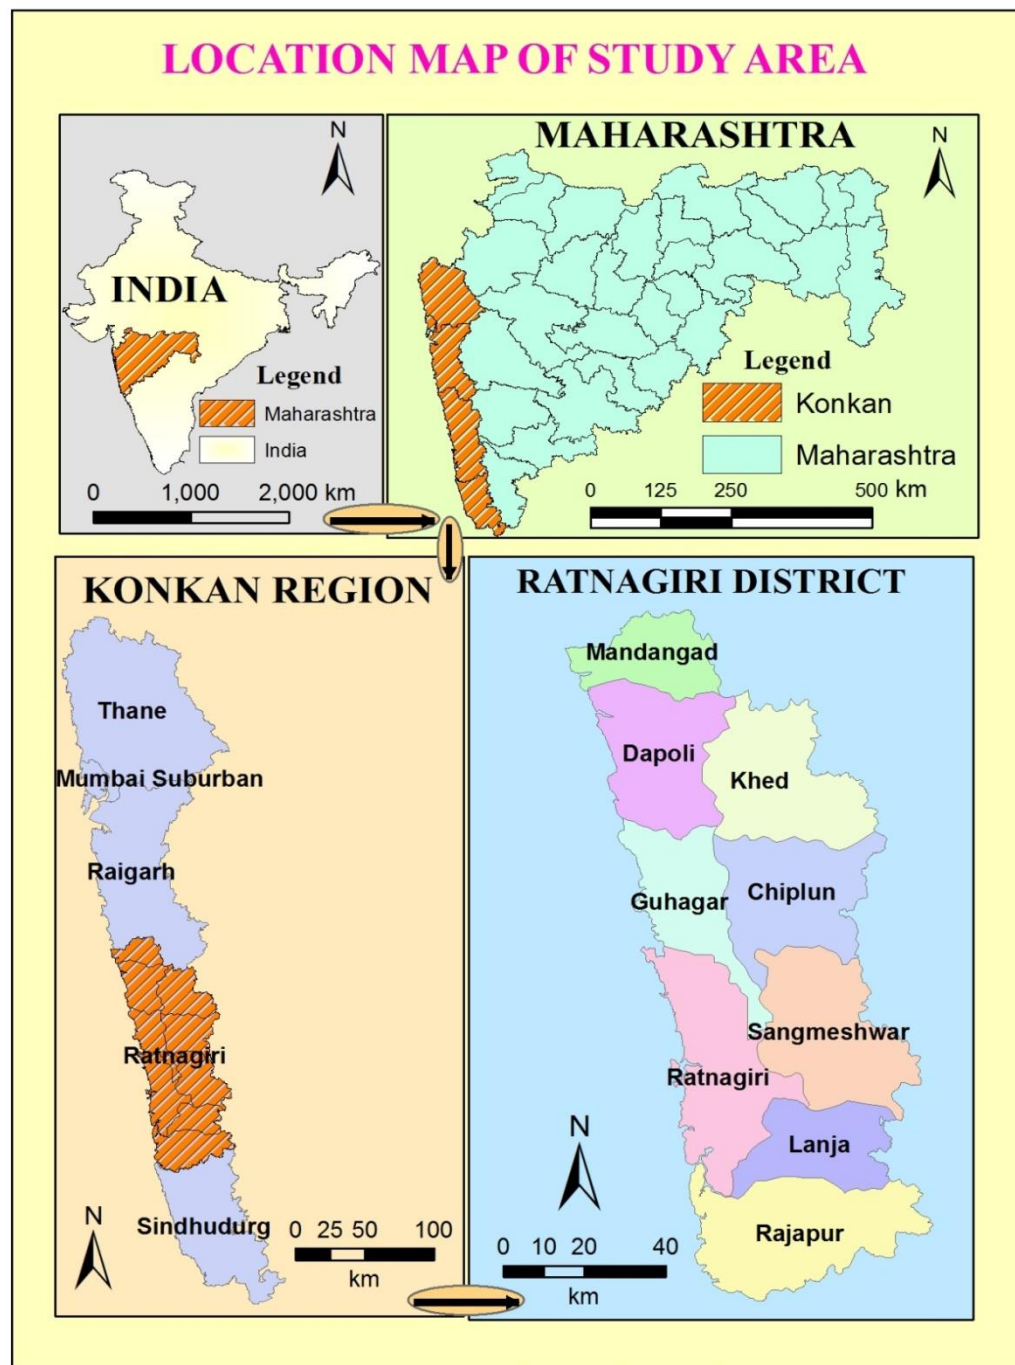 LOCATION MAP OF STUDY AREA
N
INDIA
Legend
Maharashtra
India
0 1,000 2,000 km
MAHARASHTRA
N
Legend
Konkan
Maharashtra
0 125 250 500 km
KONKAN REGION
Thane
Mumbai Suburban
Raigarh
Ratnagiri
Sindhudurg
N
0 25 50 100
km
RATNAGIRI DISTRICT
Mandangad
Dapoli
Khed
Guhagar
Chiplun
Sangmeshwar
Ratnagiri
Lanja
Rajapur
N
0 10 20 40
km